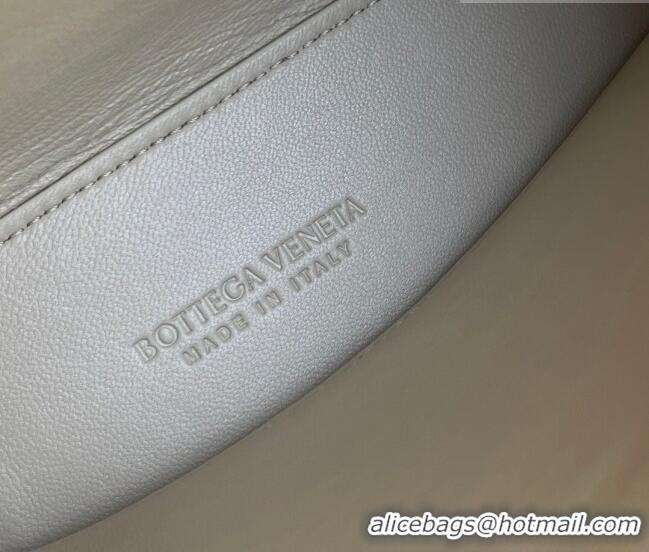 BOTTEGA VENETA
MADE IN ITALY
alicebags@hotmail.com